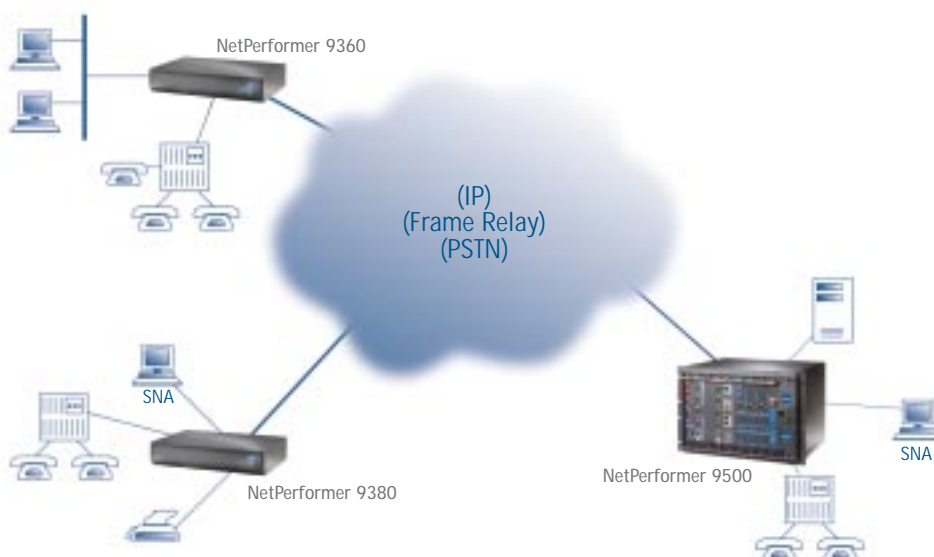 NetPerformer 9360
(IP)
(Frame Relay)
(PSTN)
SNA
NetPerformer 9380
NetPerformer 9500
SNA